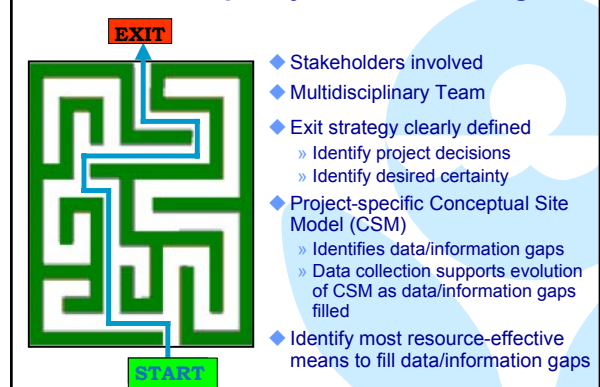 EXIT
◆ Stakeholders involved
◆ Multidisciplinary Team
◆ Exit strategy clearly defined
» Identify project decisions
» Identify desired certainty
◆ Project-specific Conceptual Site
Model (CSM)
» Identifies data/information gaps
» Data collection supports evolution
of CSM as data/information gaps
filled
◆ Identify most resource-effective
means to fill data/information gaps
START